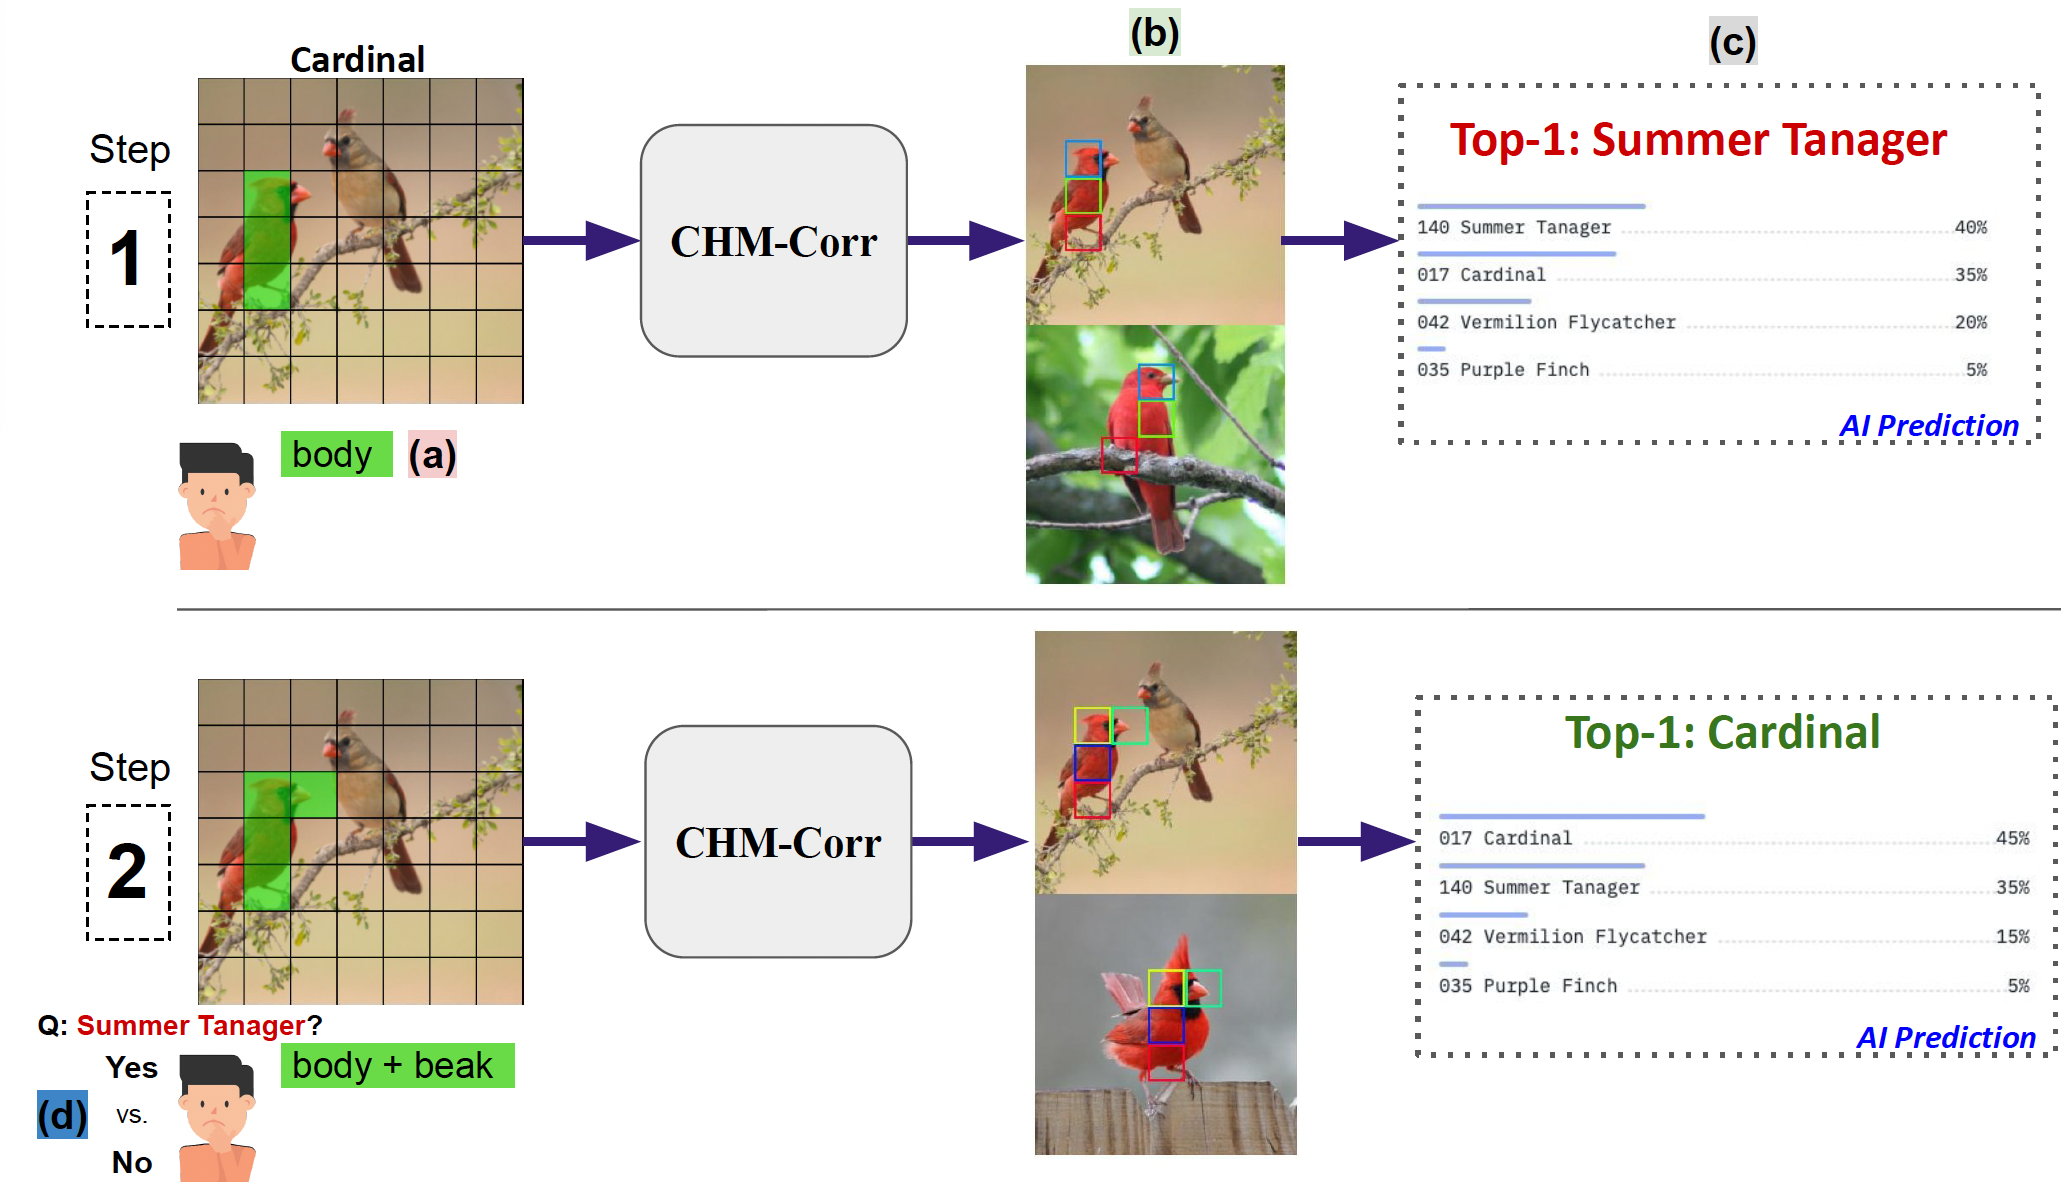 (b)
(c)
Cardinal
Step
1
CHM-Corr
Top-1: Summer Tanager
140 Summer Tanager 40%
017 Cardinal 35%
042 Vermilion Flycatcher 20%
035 Purple Finch 5%
AI Prediction
body (a)
Step
2
CHM-Corr
Top-1: Cardinal
017 Cardinal 45%
140 Summer Tanager 35%
042 Vermilion Flycatcher 15%
035 Purple Finch 5%
AI Prediction
Q: Summer Tanager?
Yes
body + beak
(d) vs.
No